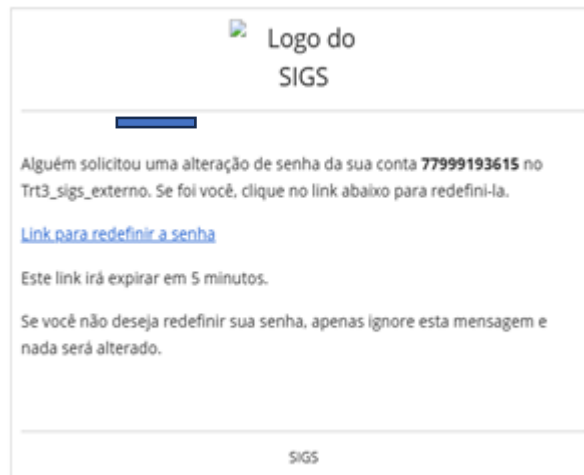 Logo do
SIGS
Alguém solicitou uma alteração de senha da sua conta 77999193615 no
Trt3_sigs_externo. Se foi você, clique no link abaixo para redefini-la.
Link para redefinir a senha
Este link irá expirar em 5 minutos.
Se você não deseja redefinir sua senha, apenas ignore esta mensagem e
nada será alterado.
SIGS